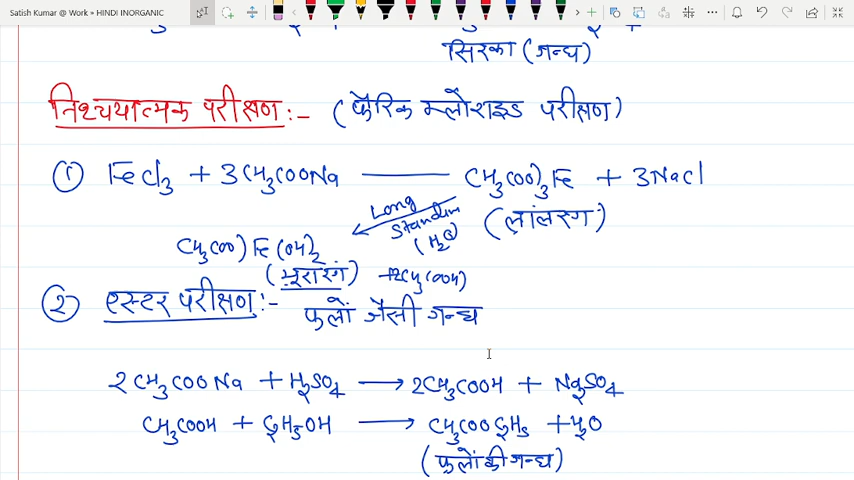 Satish Kumar @ Work » HINDI INORGANIC
सिरका (गन्ध)
निश्चयात्मक परीक्षण :- (फैरिक क्लोराइड परीक्षण)
① FeCl₃ + 3CH₃COONa —— CH₃COO)₃Fe + 3NaCl
Long Standing (H₂O) (लालरंग)
CH₃COO) Fe(OH)₂
(भूरारंग) + 2CH₃COOH)
② एस्टर परीक्षण :- फलों जैसी गन्ध
2CH₃COONa + H₂SO₄ → 2CH₃COOH + Na₂SO₄
CH₃COOH + C₂H₅OH → CH₃COOC₂H₅ + H₂O
(फलों की गन्ध)